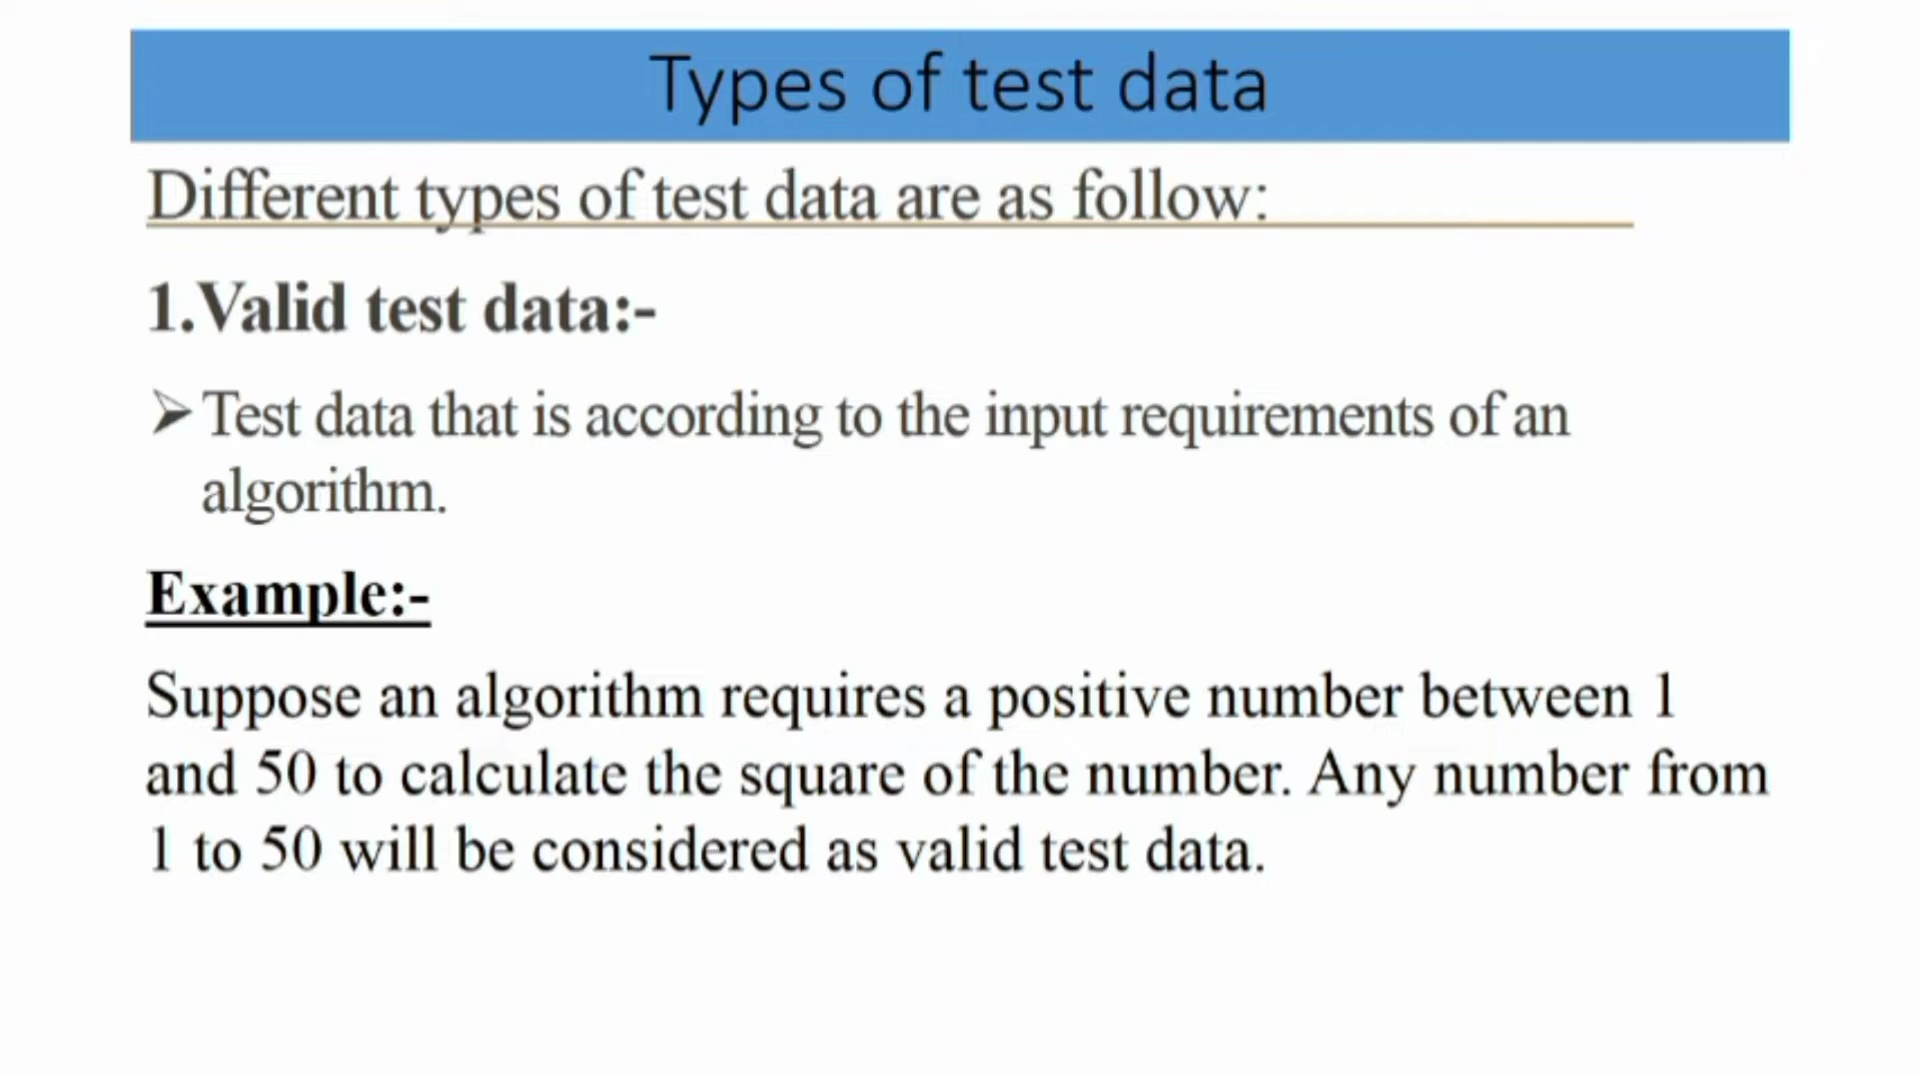 Types of test data
Different types of test data are as follow:
1.Valid test data:-
➢Test data that is according to the input requirements of an
algorithm.
Example:-
Suppose an algorithm requires a positive number between 1
and 50 to calculate the square of the number. Any number from
1 to 50 will be considered as valid test data.